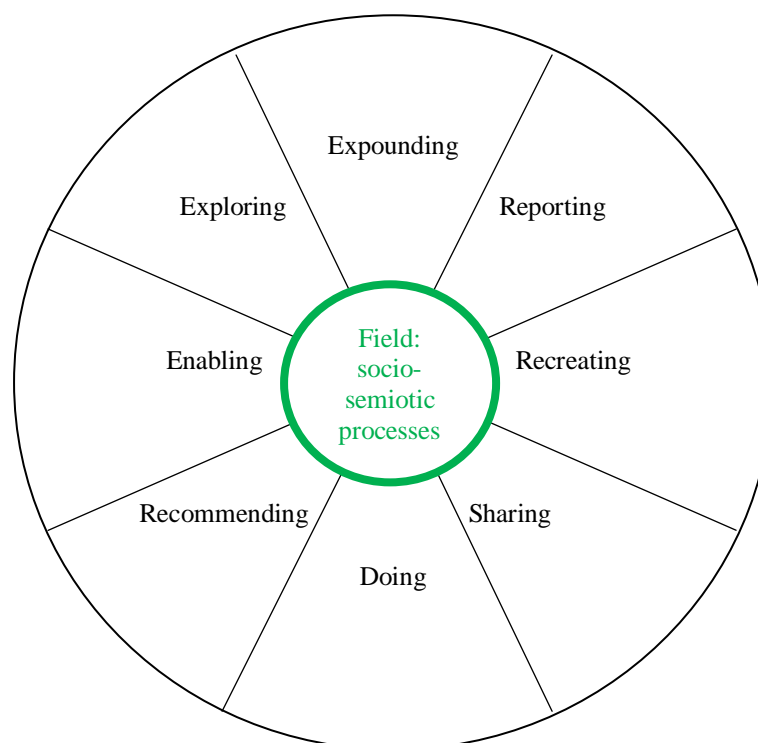 Expounding
Exploring
Reporting
Field:
socio-
semiotic
processes
Enabling
Recreating
Recommending
Sharing
Doing